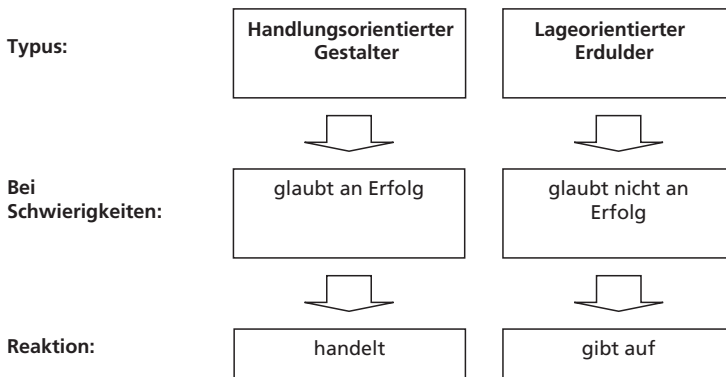 Typus:
Handlungsorientierter
Gestalter
Lageorientierter
Erdulder
Bei
Schwierigkeiten:
glaubt an Erfolg
glaubt nicht an
Erfolg
Reaktion:
handelt
gibt auf